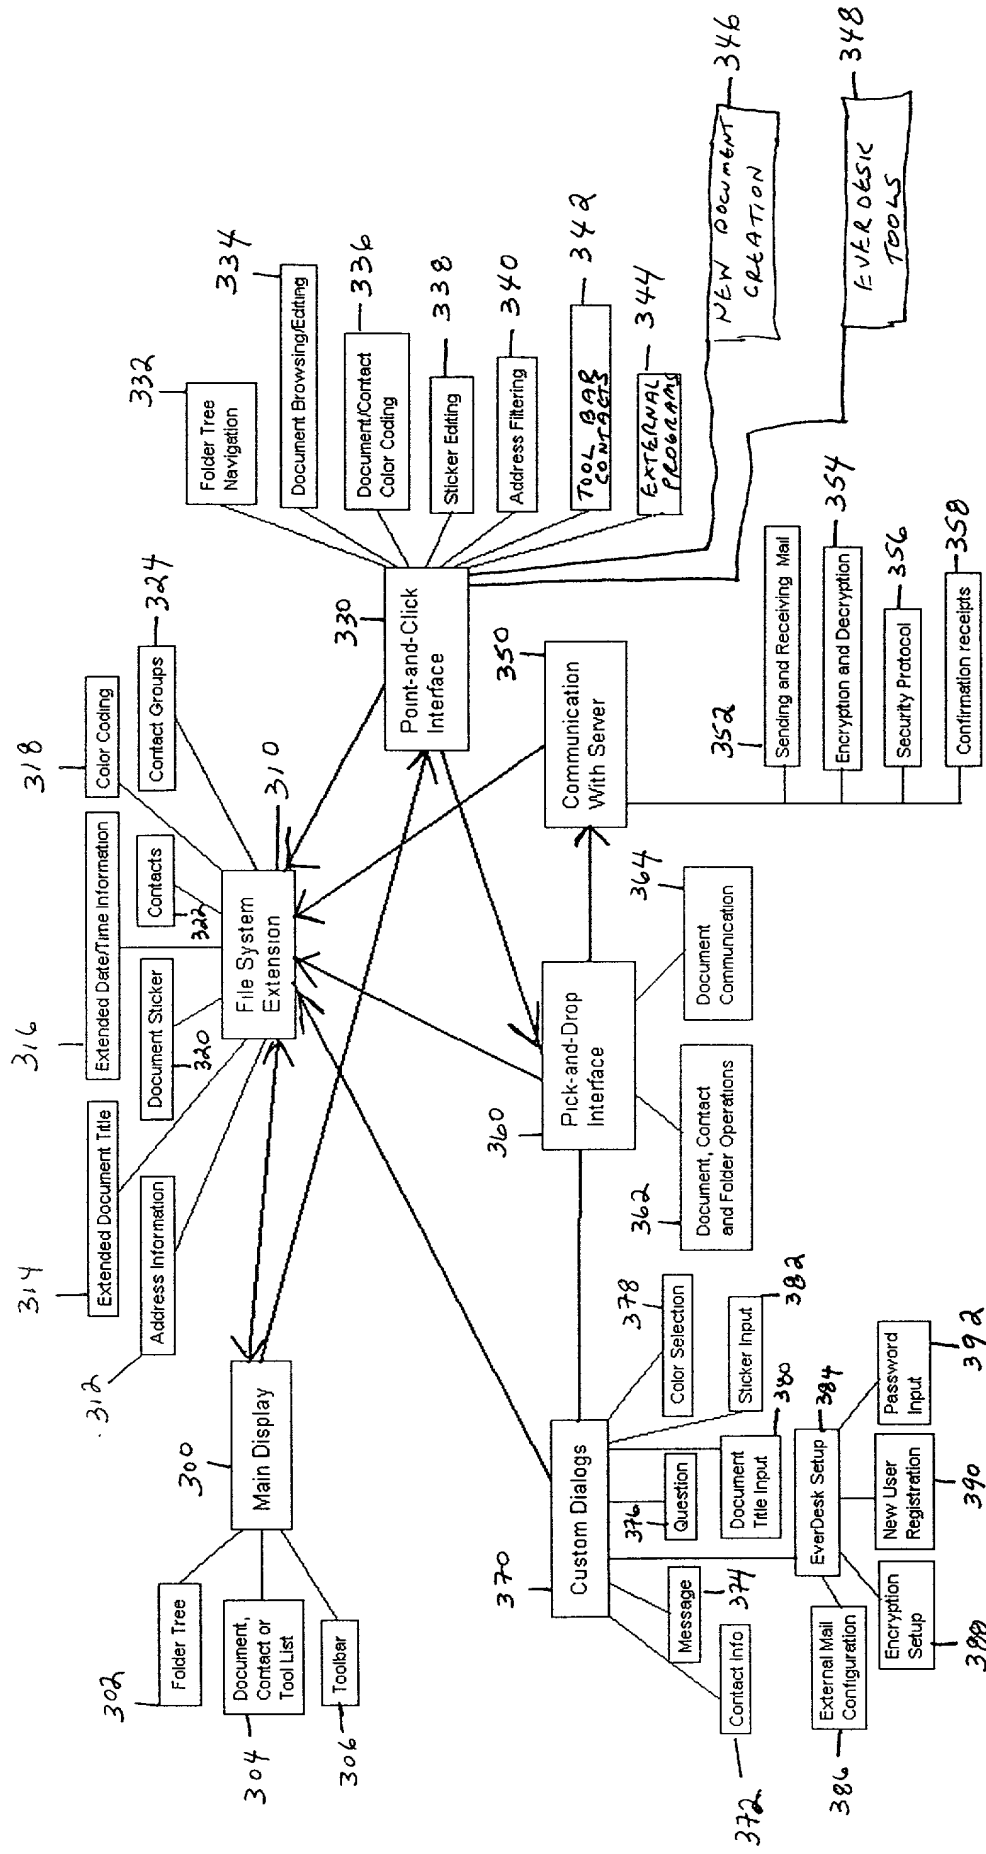 314
316
318
Extended Document Title
Extended Date/Time Information
Color Coding
312
Address Information
Document Sticker
320
Contacts
322
Contact Groups
324
File System
Extension
310
302
Folder Tree
300
Main Display
304
Document,
Contact or
Tool List
306
Toolbar
330
Point-and-Click
Interface
332
Folder Tree
Navigation
334
Document Browsing/Editing
336
Document/Contact
Color Coding
338
Sticker Editing
340
Address Filtering
342
TOOL BAR
CONTACTS
344
EXTERNAL
PROGRAMS
346
NEW DOCUMENT
CREATION
348
EVERDESK
TOOLS
350
Communication
With Server
352
Sending and Receiving Mail
354
Encryption and Decryption
356
Security Protocol
358
Confirmation receipts
360
Pick-and-Drop
Interface
362
Document, Contact
and Folder Operations
364
Document
Communication
370
Custom Dialogs
372
Contact Info
374
Message
376
Question
378
Color Selection
380
Document
Title Input
382
Sticker Input
384
EverDesk Setup
386
External Mail
Configuration
388
Encryption
Setup
390
New User
Registration
392
Password
Input